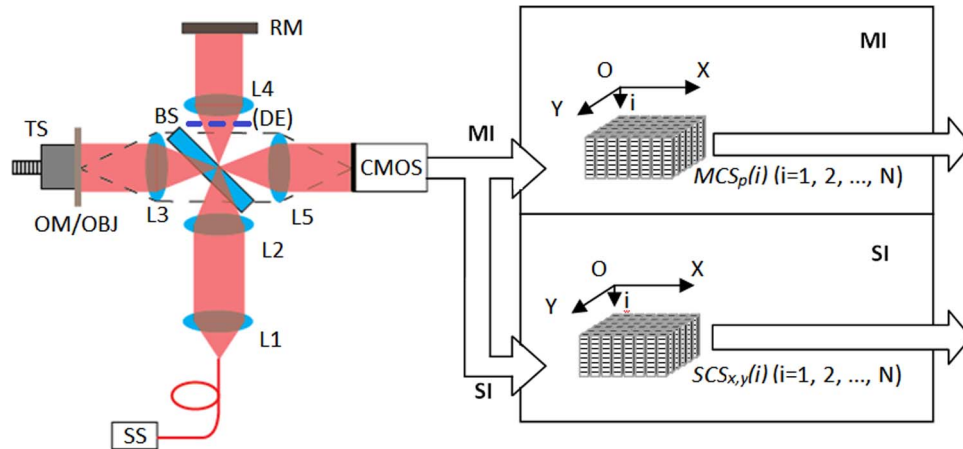 RM
L4
BS
(DE)
TS
CMOS
L3
L5
OM/OBJ
L2
L1
SS
MI
SI
MI
O
X
Y
i
MCSp(i) (i=1, 2, ..., N)
SI
O
X
Y
i
SCSx,y(i) (i=1, 2, ..., N)